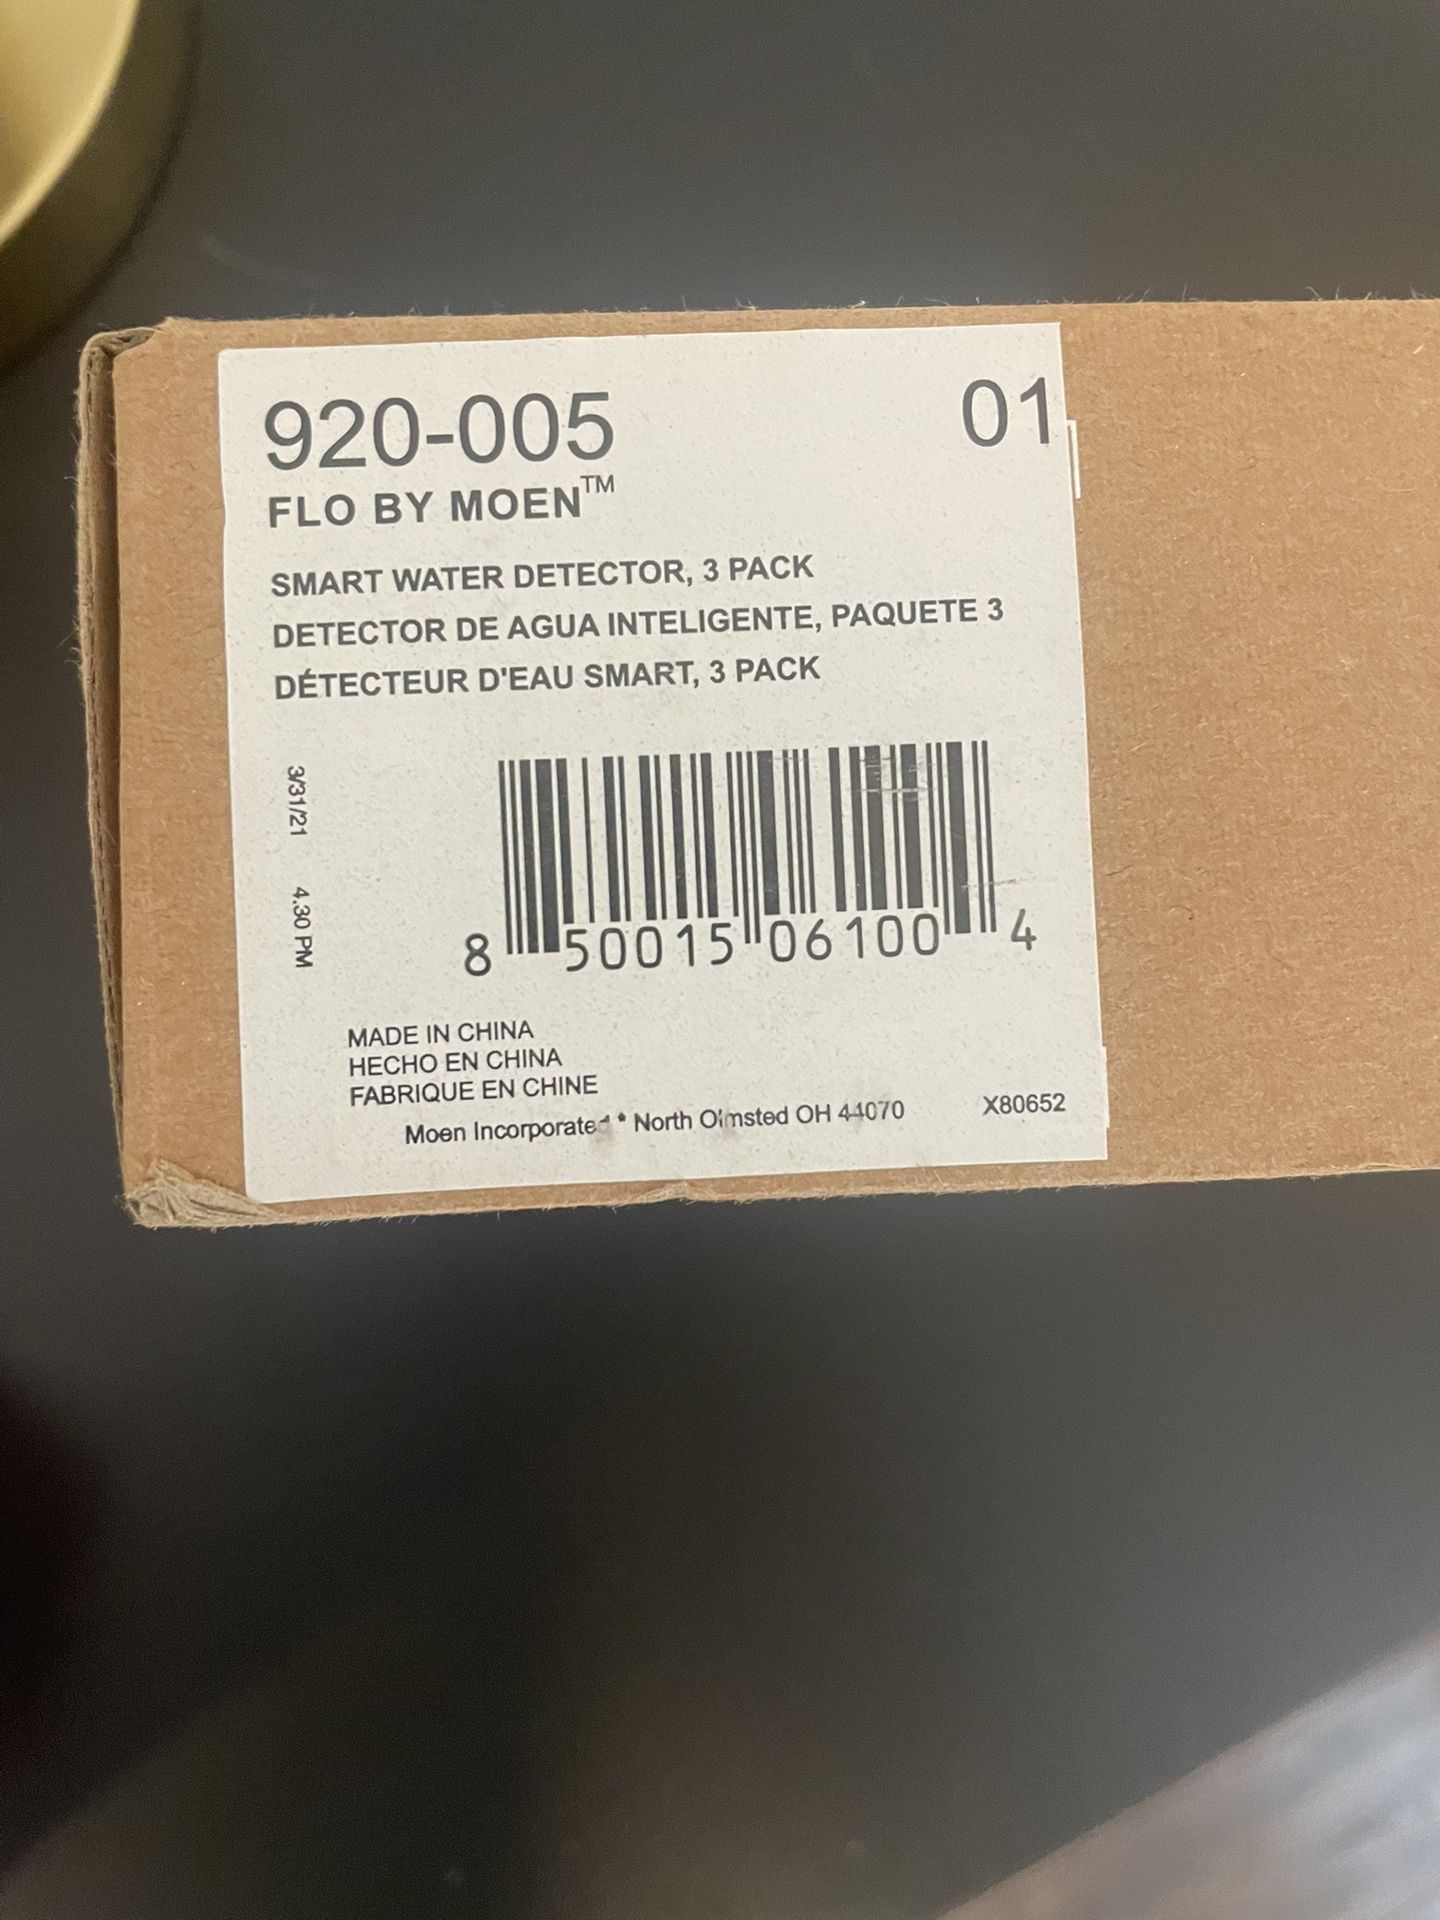 920-005 01
FLO BY MOEN™
SMART WATER DETECTOR, 3 PACK
DETECTOR DE AGUA INTELIGENTE, PAQUETE 3
DÉTECTEUR D'EAU SMART, 3 PACK
3/31/21 4.30 PM
8 50015 06100 4
MADE IN CHINA
HECHO EN CHINA
FABRIQUE EN CHINE
Moen Incorporated * North Olmsted OH 44070 X80652